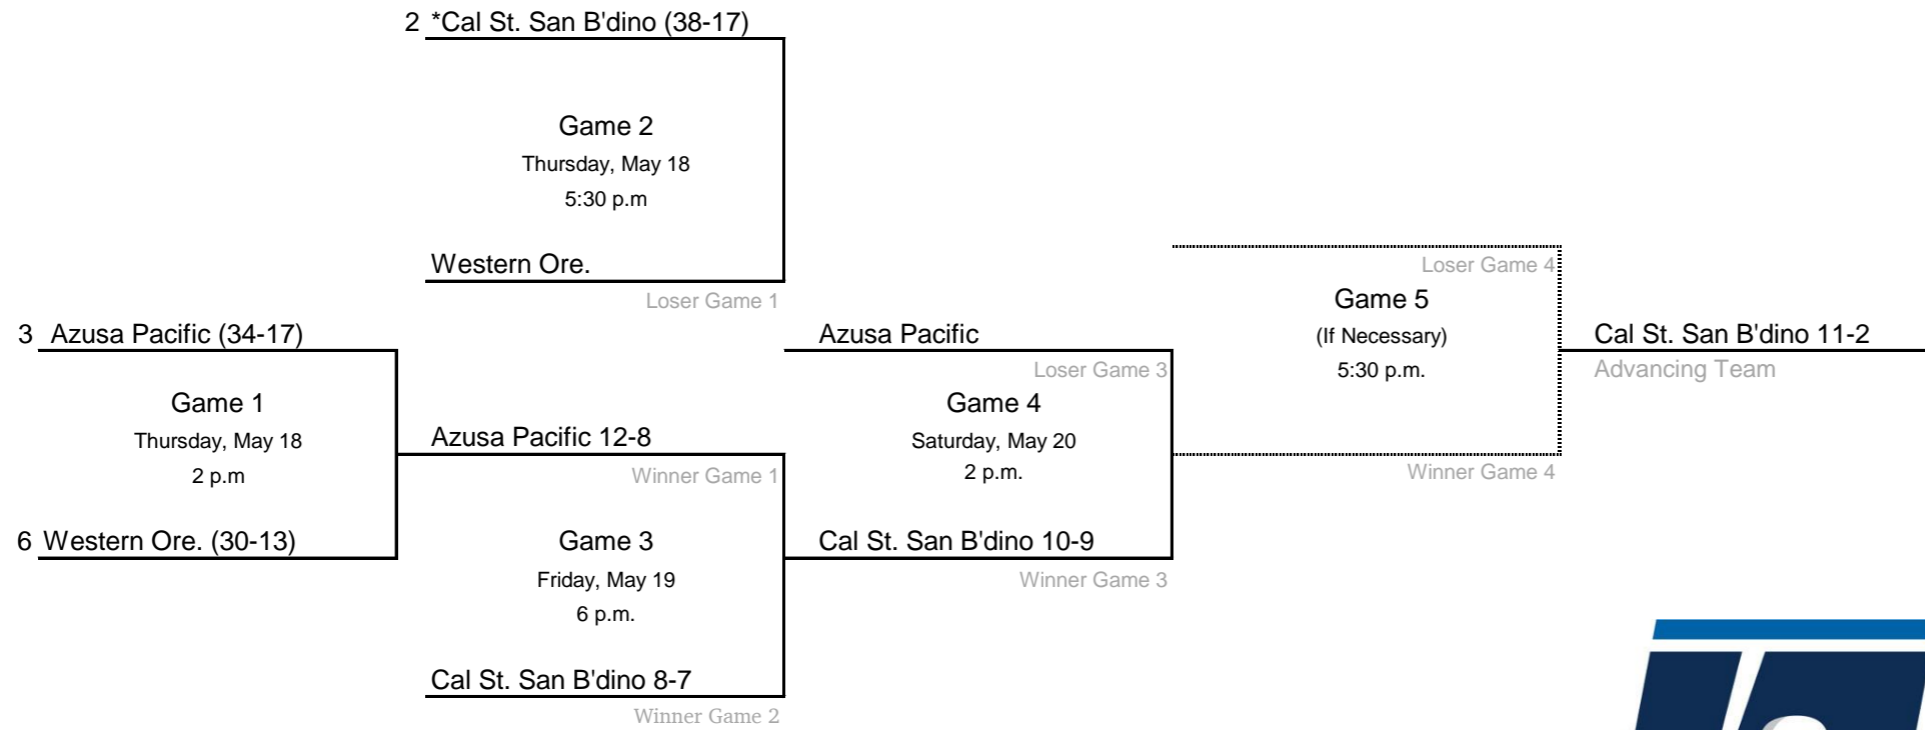 2 *Cal St. San B'dino (38-17)
Game 2
Thursday, May 18
5:30 p.m
Western Ore.
Loser Game 1
3 Azusa Pacific (34-17)
Game 1
Thursday, May 18
2 p.m
6 Western Ore. (30-13)
Azusa Pacific 12-8
Winner Game 1
Game 3
Friday, May 19
6 p.m.
Cal St. San B'dino 8-7
Winner Game 2
Azusa Pacific
Loser Game 3
Game 4
Saturday, May 20
2 p.m.
Cal St. San B'dino 10-9
Winner Game 3
Loser Game 4
Game 5
(If Necessary)
5:30 p.m.
Winner Game 4
Cal St. San B'dino 11-2
Advancing Team